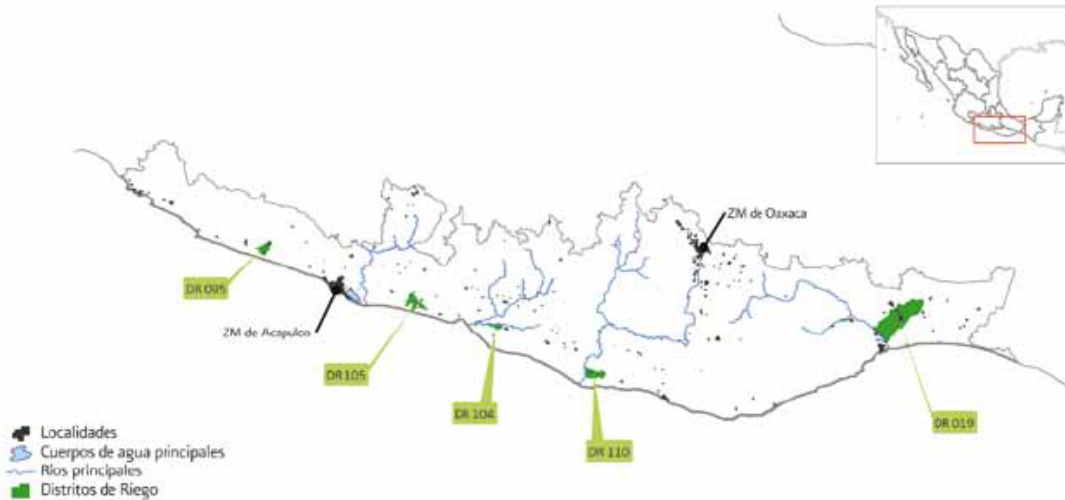 ZM de Oaxaca
DR 095
ZM de Acapulco
DR 105
DR 104
DR 110
DR 019
Localidades
Cuerpos de agua principales
Ríos principales
Distritos de Riego